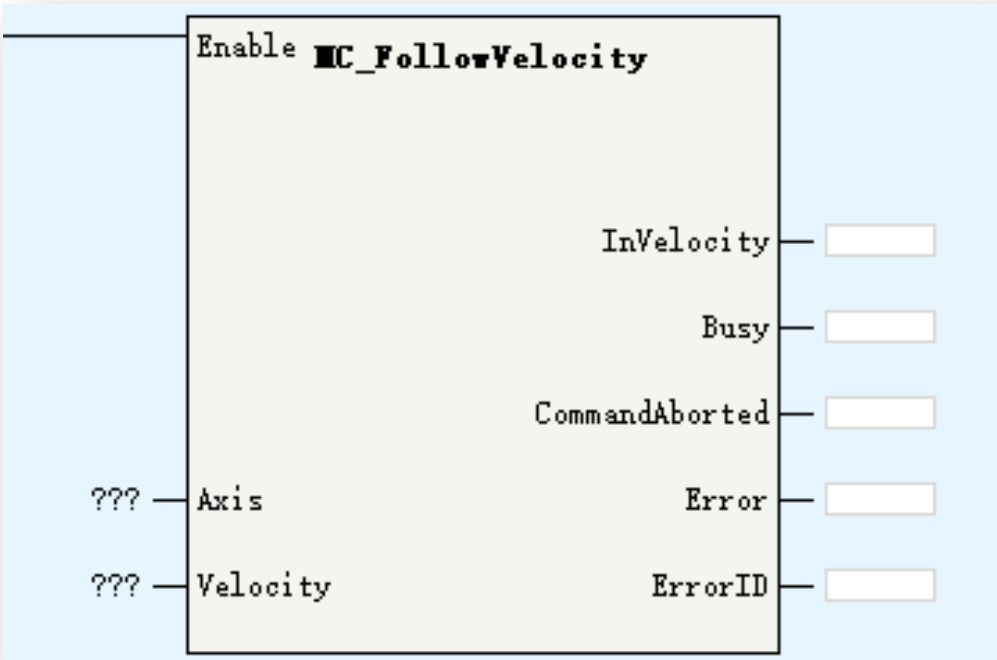 Enable MC_FollowVelocity
InVelocity
Busy
CommandAborted
??? Axis Error
??? Velocity ErrorID